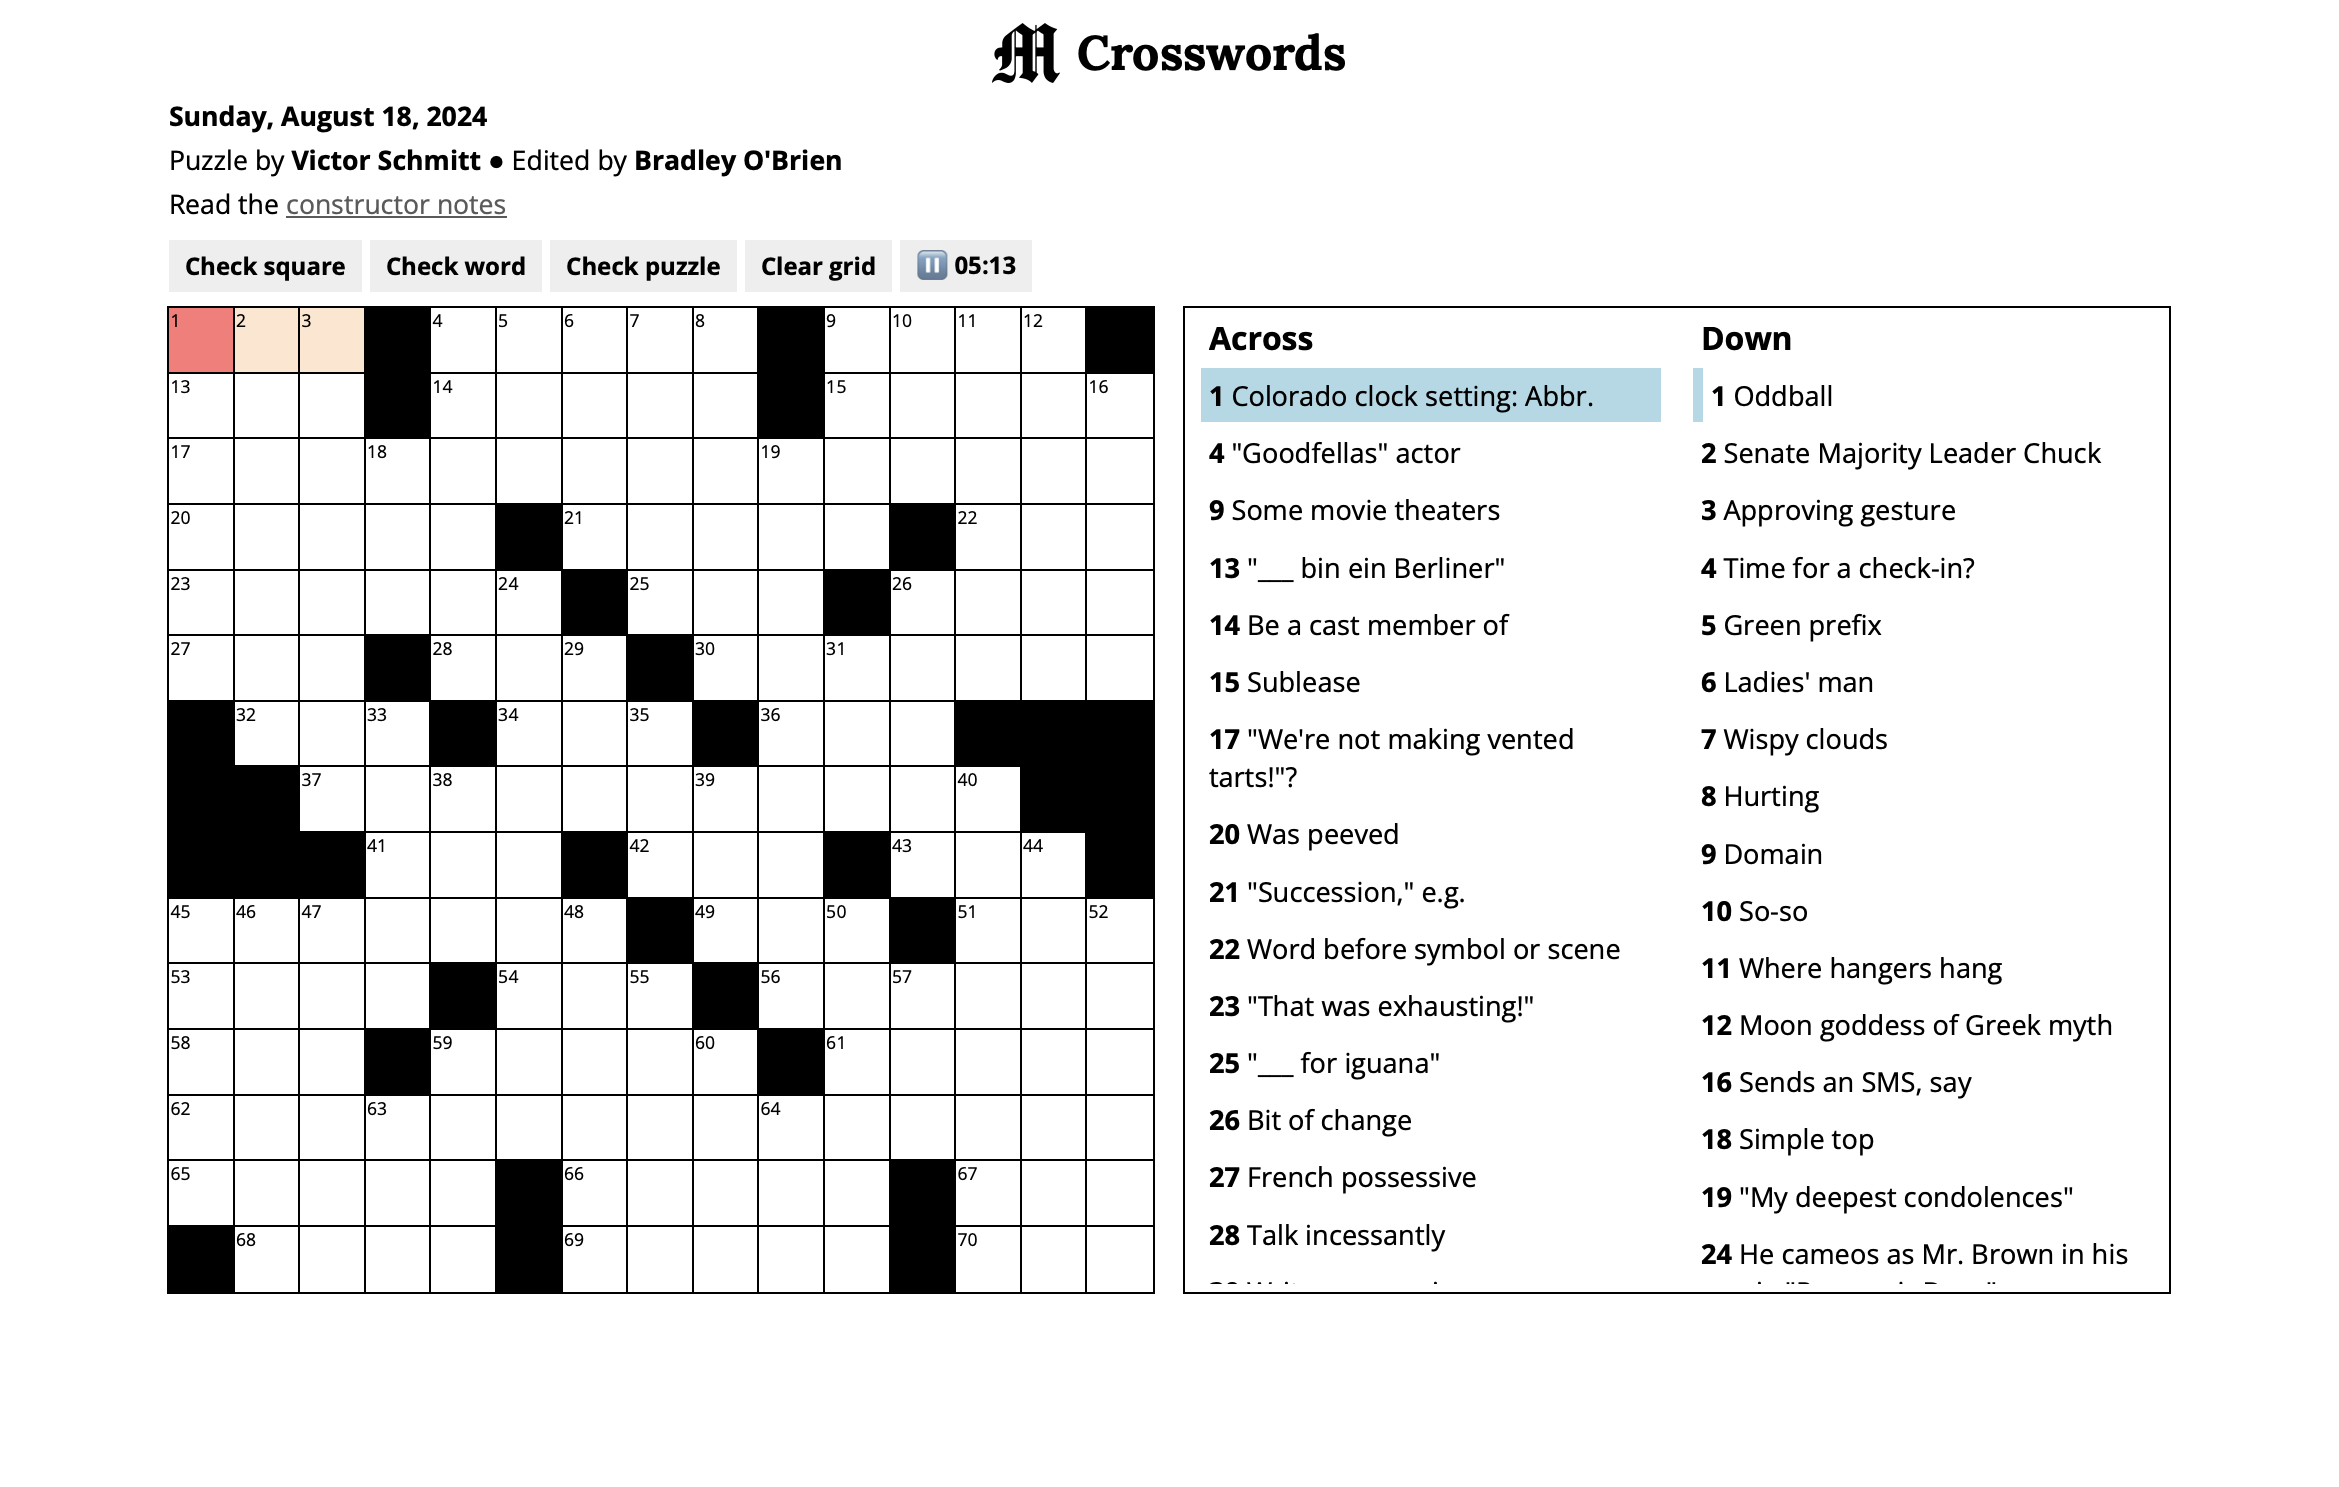 M Crosswords
Sunday, August 18, 2024
Puzzle by Victor Schmitt ● Edited by Bradley O'Brien
Read the constructor notes
Check square Check word Check puzzle Clear grid 05:13
1 2 3 4 5 6 7 8 9 10 11 12
13 14 15 16
17 18 19
20 21 22
23 24 25 26
27 28 29 30 31
32 33 34 35 36
37 38 39 40
41 42 43 44
45 46 47 48 49 50 51 52
53 54 55 56 57
58 59 60 61
62 63 64
65 66 67
68 69 70
Across
1 Colorado clock setting: Abbr.
4 "Goodfellas" actor
9 Some movie theaters
13 "___ bin ein Berliner"
14 Be a cast member of
15 Sublease
17 "We're not making vented
tarts!"?
20 Was peeved
21 "Succession," e.g.
22 Word before symbol or scene
23 "That was exhausting!"
25 "___ for iguana"
26 Bit of change
27 French possessive
28 Talk incessantly
Down
1 Oddball
2 Senate Majority Leader Chuck
3 Approving gesture
4 Time for a check-in?
5 Green prefix
6 Ladies' man
7 Wispy clouds
8 Hurting
9 Domain
10 So-so
11 Where hangers hang
12 Moon goddess of Greek myth
16 Sends an SMS, say
18 Simple top
19 "My deepest condolences"
24 He cameos as Mr. Brown in his